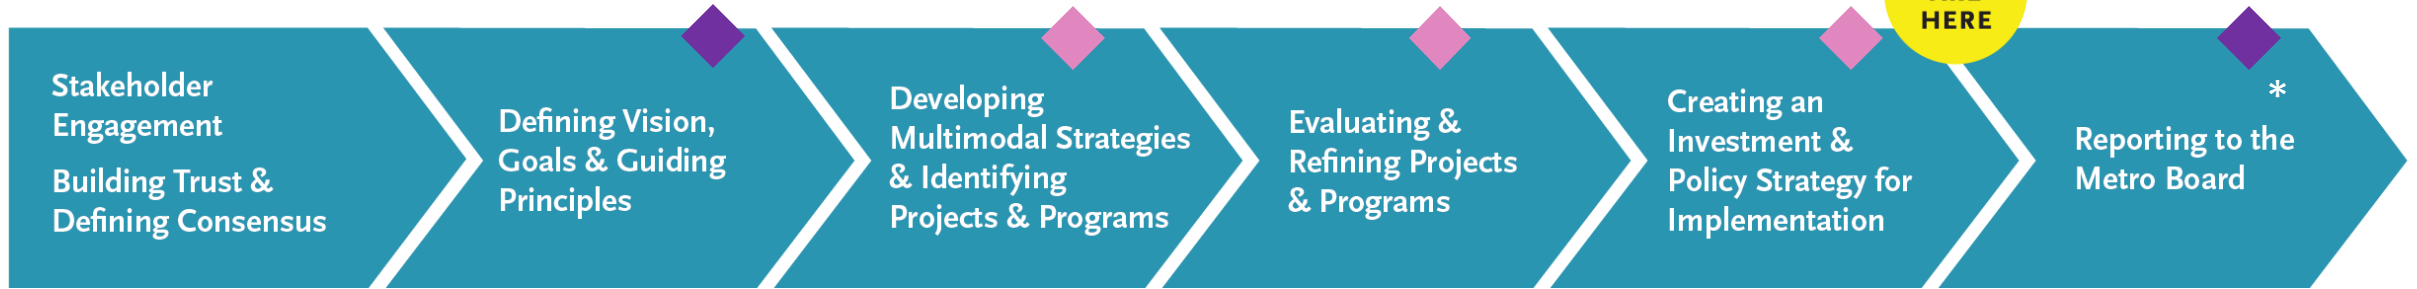 HERE
Stakeholder
Engagement
Building Trust &
Defining Consensus
Defining Vision,
Goals & Guiding
Principles
Developing
Multimodal Strategies
& Identifying
Projects & Programs
Evaluating &
Refining Projects
& Programs
Creating an
Investment &
Policy Strategy for
Implementation
*
Reporting to the
Metro Board